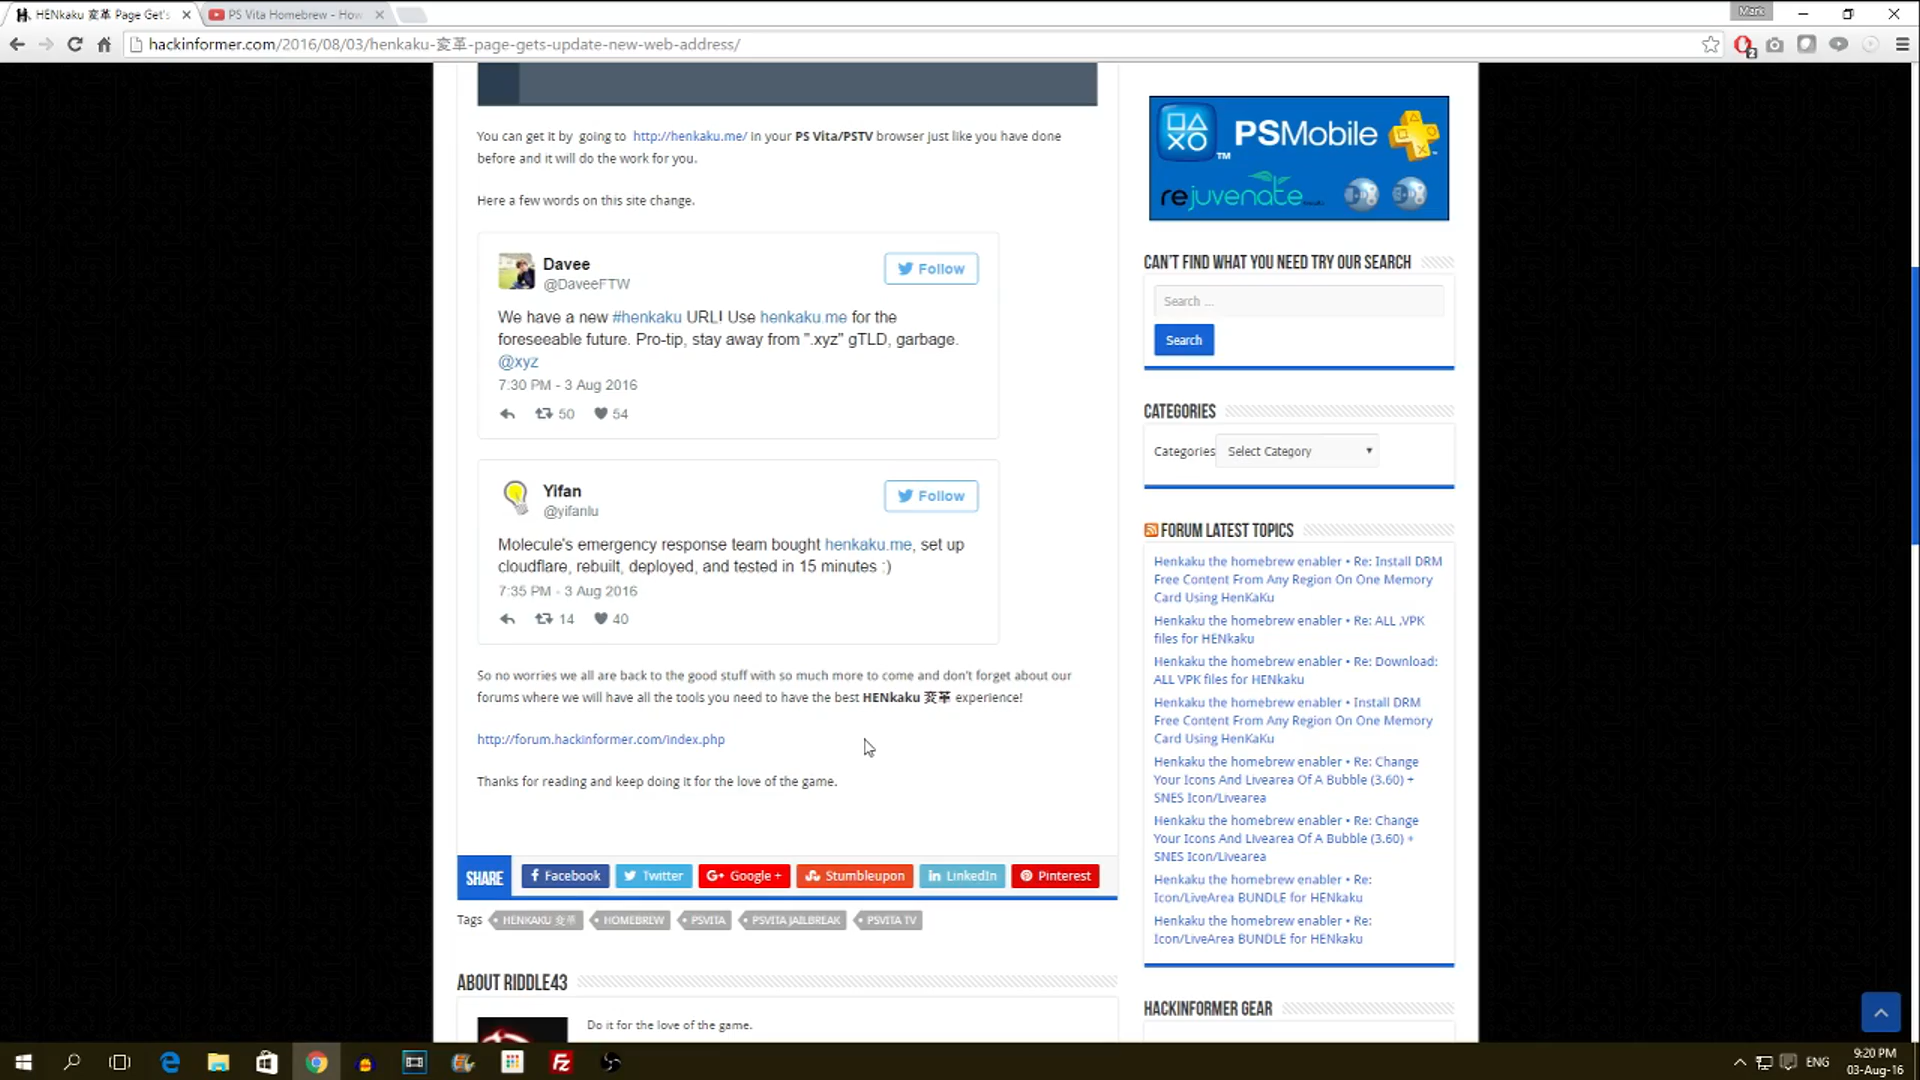 HENkaku 変革 Page Get's
PS Vita Homebrew - How
Mark
hackinformer.com/2016/08/03/henkaku-変革-page-gets-update-new-web-address/
2
You can get it by going to http://henkaku.me/ in your PS Vita/PSTV browser just like you have done
before and it will do the work for you.
Here a few words on this site change.
Davee
@DaveeFTW
Follow
We have a new #henkaku URL! Use henkaku.me for the
foreseeable future. Pro-tip, stay away from ".xyz" gTLD, garbage.
@xyz
7:30 PM - 3 Aug 2016
50 54
Yifan
@yifanlu
Follow
Molecule's emergency response team bought henkaku.me, set up
cloudflare, rebuilt, deployed, and tested in 15 minutes :)
7:35 PM - 3 Aug 2016
14 40
So no worries we all are back to the good stuff with so much more to come and don't forget about our
forums where we will have all the tools you need to have the best HENkaku 変革 experience!
http://forum.hackinformer.com/index.php
Thanks for reading and keep doing it for the love of the game.
SHARE Facebook Twitter Google + Stumbleupon LinkedIn Pinterest
Tags HENKAKU 変革 HOMEBREW PSVITA PSVITA JAILBREAK PSVITA TV
ABOUT RIDDLE43
Do it for the love of the game.
PSMobile
TM
rejuvenate
CAN'T FIND WHAT YOU NEED TRY OUR SEARCH
Search ...
Search
CATEGORIES
Categories Select Category
FORUM LATEST TOPICS
Henkaku the homebrew enabler • Re: Install DRM
Free Content From Any Region On One Memory
Card Using HenKaKu
Henkaku the homebrew enabler • Re: ALL .VPK
files for HENkaku
Henkaku the homebrew enabler • Re: Download:
ALL VPK files for HENkaku
Henkaku the homebrew enabler • Install DRM
Free Content From Any Region On One Memory
Card Using HenKaKu
Henkaku the homebrew enabler • Re: Change
Your Icons And Livearea Of A Bubble (3.60) +
SNES Icon/Livearea
Henkaku the homebrew enabler • Re: Change
Your Icons And Livearea Of A Bubble (3.60) +
SNES Icon/Livearea
Henkaku the homebrew enabler • Re:
Icon/LiveArea BUNDLE for HENkaku
Henkaku the homebrew enabler • Re:
Icon/LiveArea BUNDLE for HENkaku
HACKINFORMER GEAR
ENG
9:20 PM
03-Aug-16